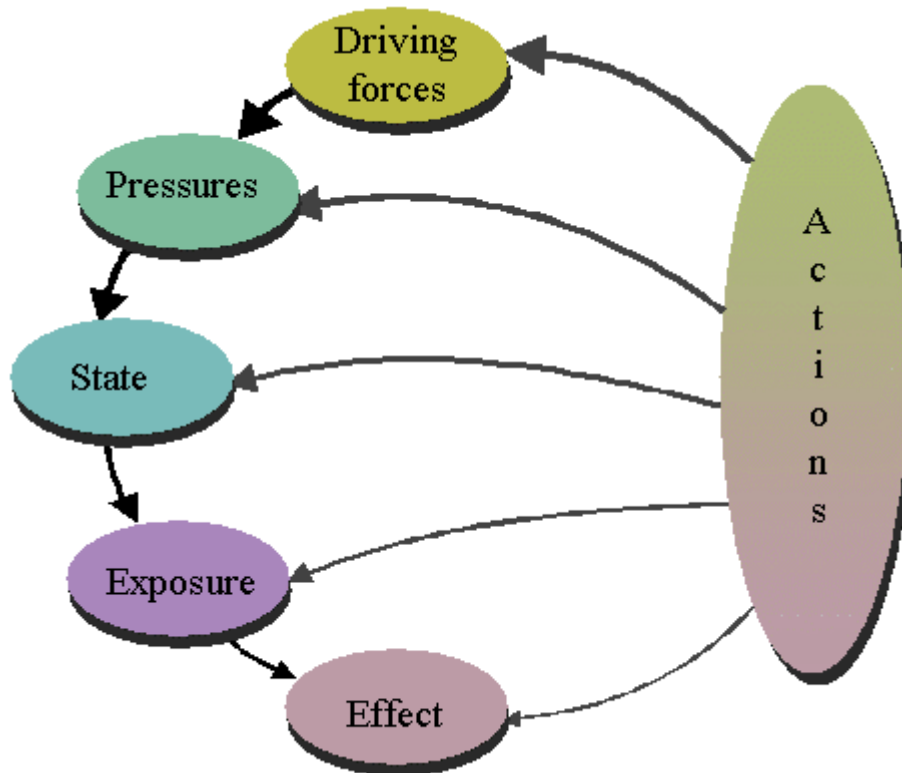 Driving
forces
Pressures
State
Exposure
Effect
A
c
t
i
o
n
s